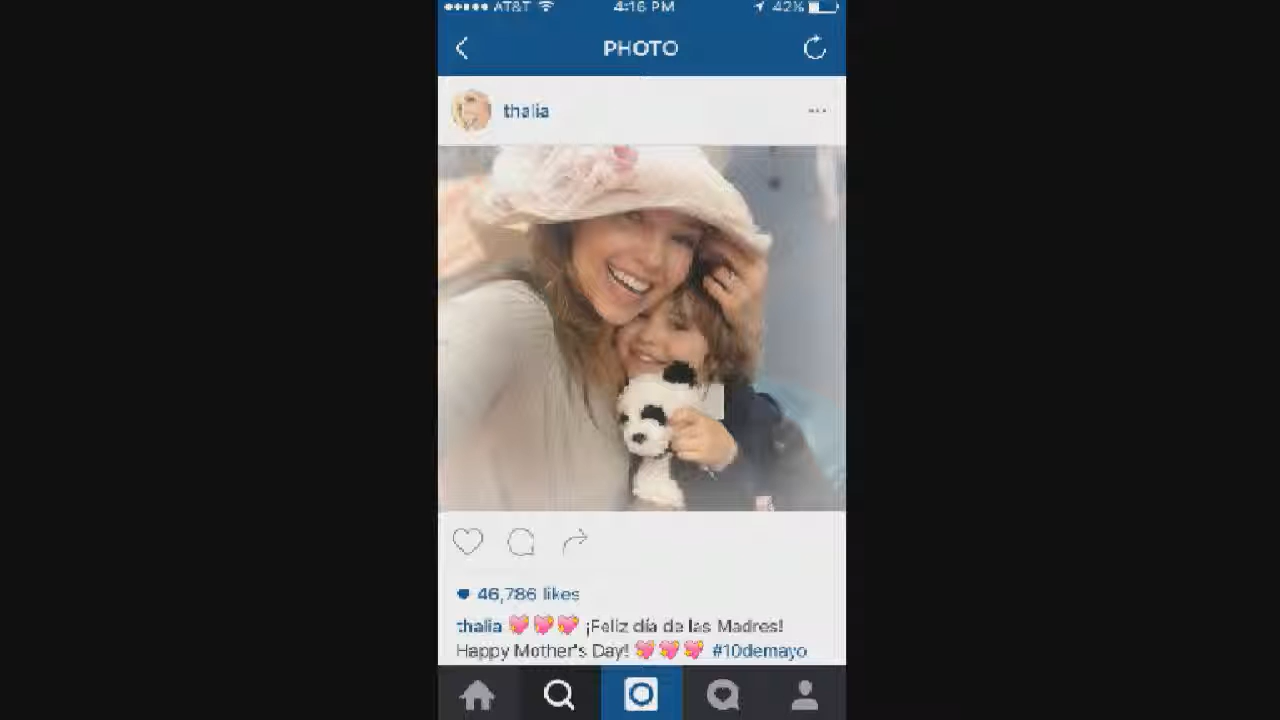 AT&T 4:16 PM 42%
PHOTO
thalia
46,786 likes
thalia 💖💖💖 ¡Feliz día de las Madres!
Happy Mother's Day! 💖💖💖 #10demayo